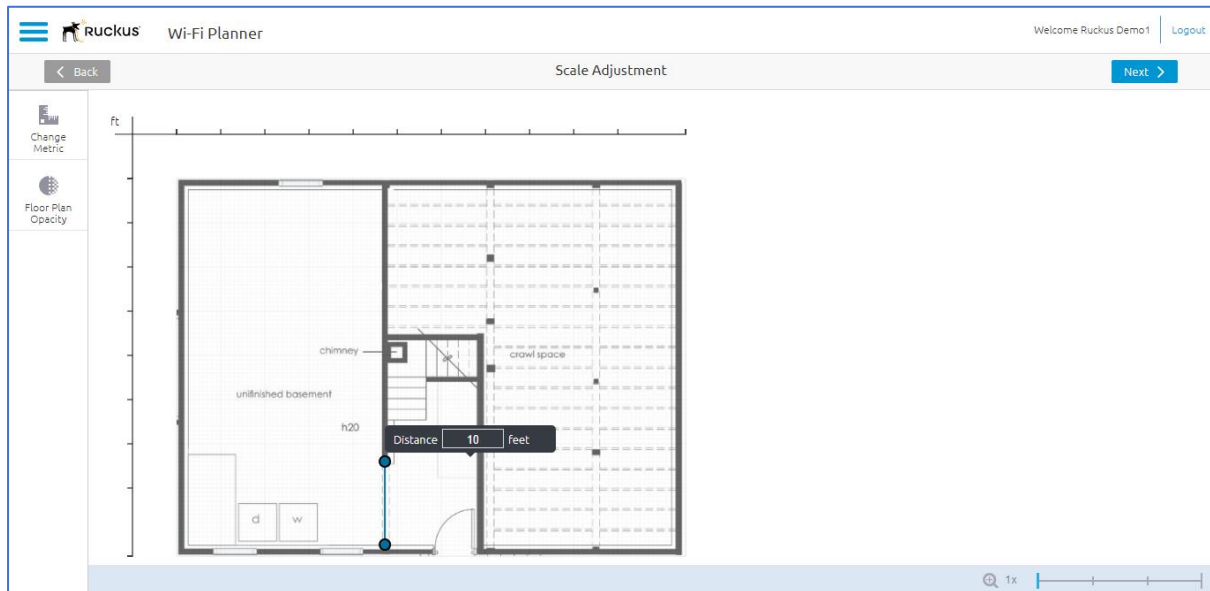 Ruckus Wi-Fi Planner Welcome Ruckus Demo1 Logout
Back Scale Adjustment Next
Change
Metric
Floor Plan
Opacity
ft
chimney
crawl space
unifinished basement
h20
Distance 10 feet
d w
1x